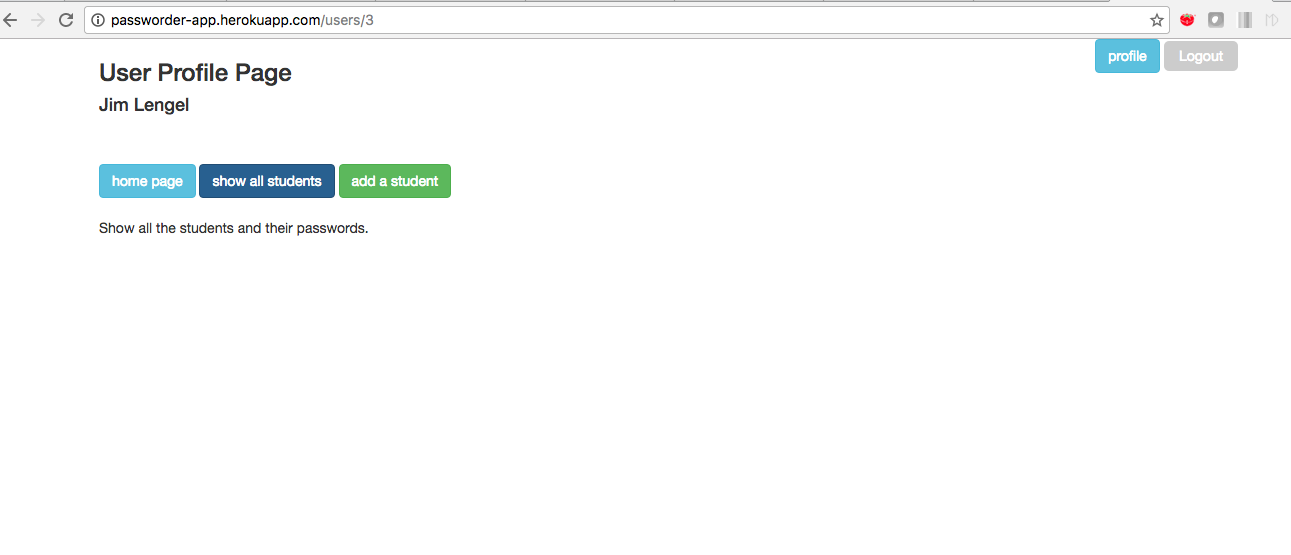 passworder-app.herokuapp.com/users/3
profile Logout
User Profile Page
Jim Lengel
home page show all students add a student
Show all the students and their passwords.